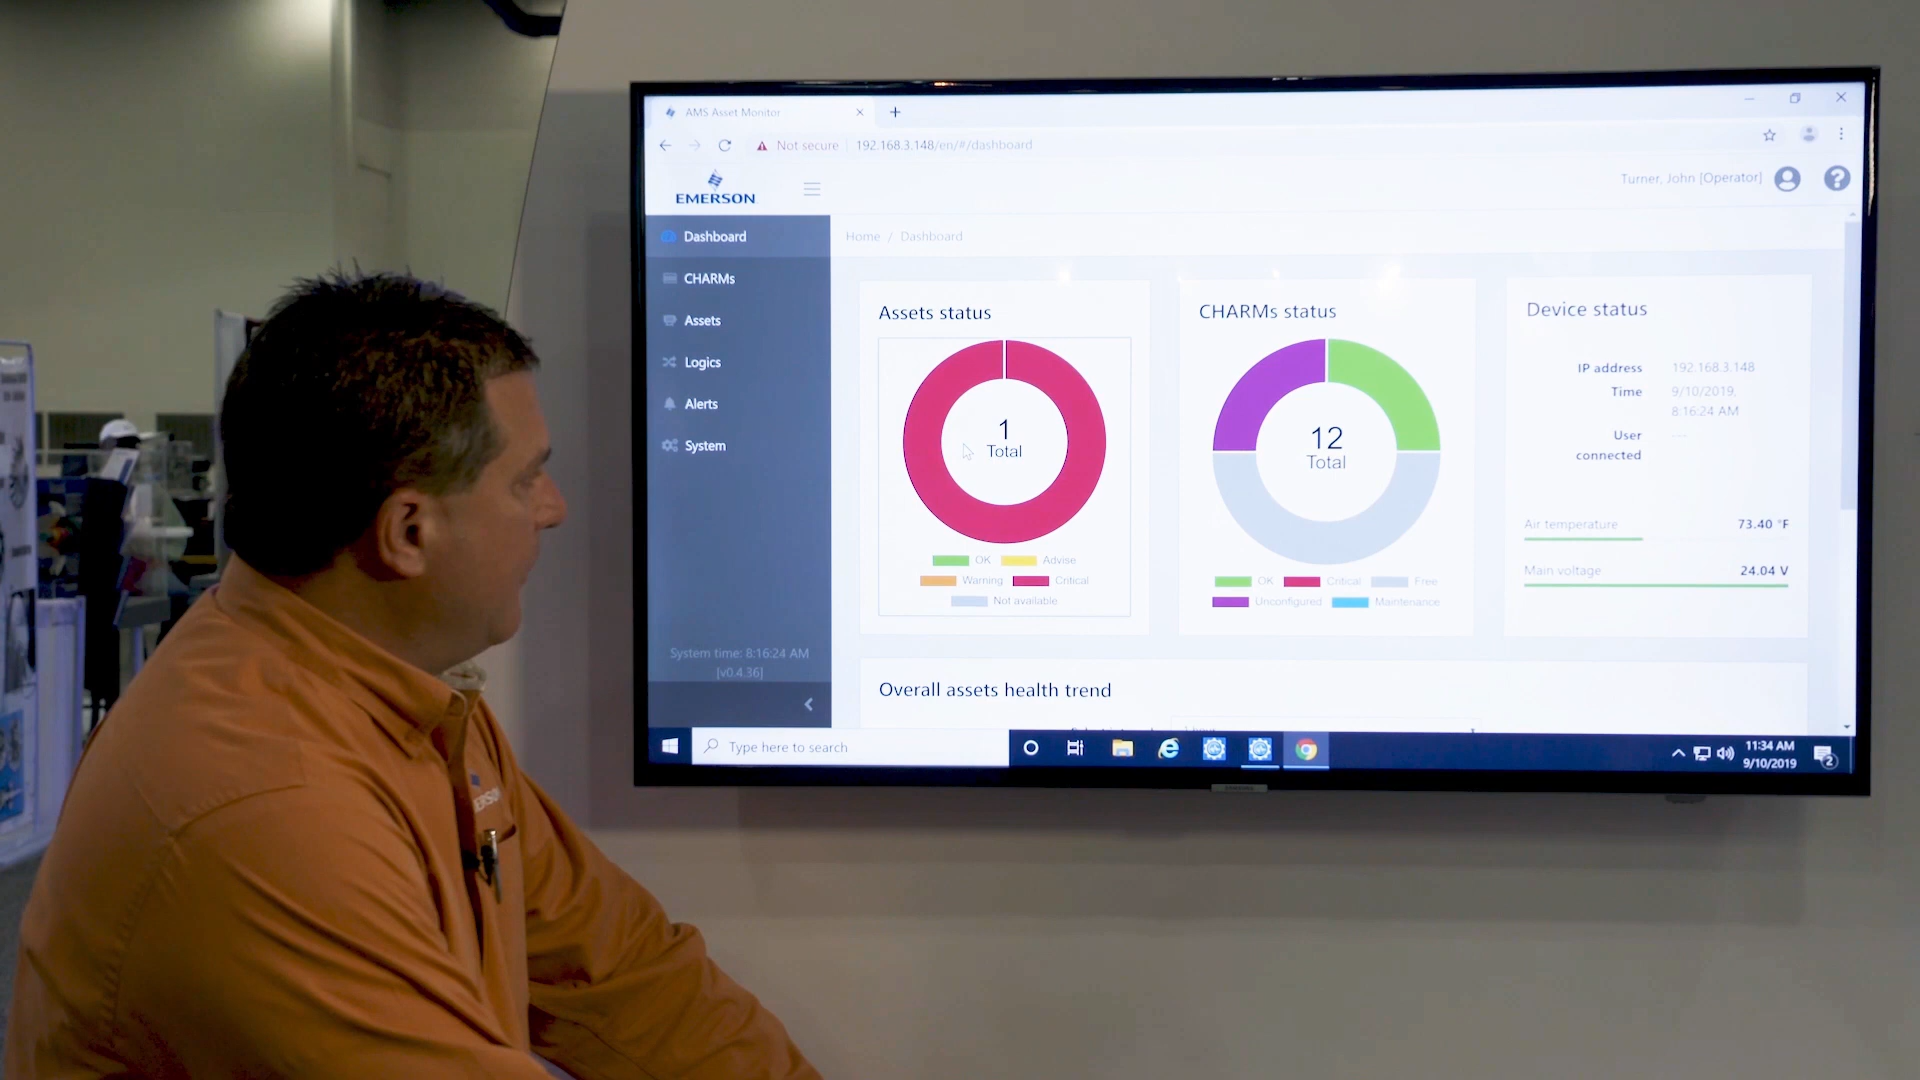 AMS Asset Monitor
Not secure 192.168.3.148/en/#/dashboard
EMERSON
Turner, John [Operator]
?
Dashboard
CHARMs
Assets
Logics
Alerts
System
System time: 8:16:24 AM
[v0.4.36]
Home / Dashboard
Assets status
1
Total
OK Advise
Warning Critical
Not available
CHARMs status
12
Total
OK Critical Free
Unconfigured Maintenance
Device status
IP address 192.168.3.148
Time 9/10/2019,
8:16:24 AM
User ---
connected
Air temperature 73.40 °F
Main voltage 24.04 V
Overall assets health trend
Type here to search
11:34 AM
9/10/2019
2
SAMSUNG